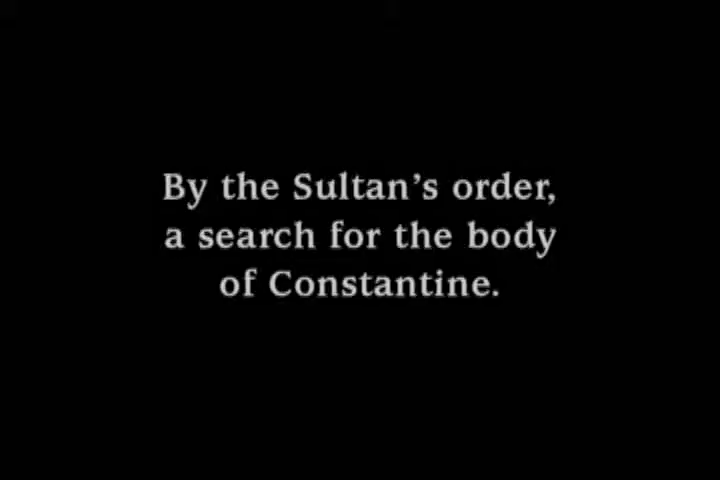 By the Sultan’s order,
a search for the body
of Constantine.